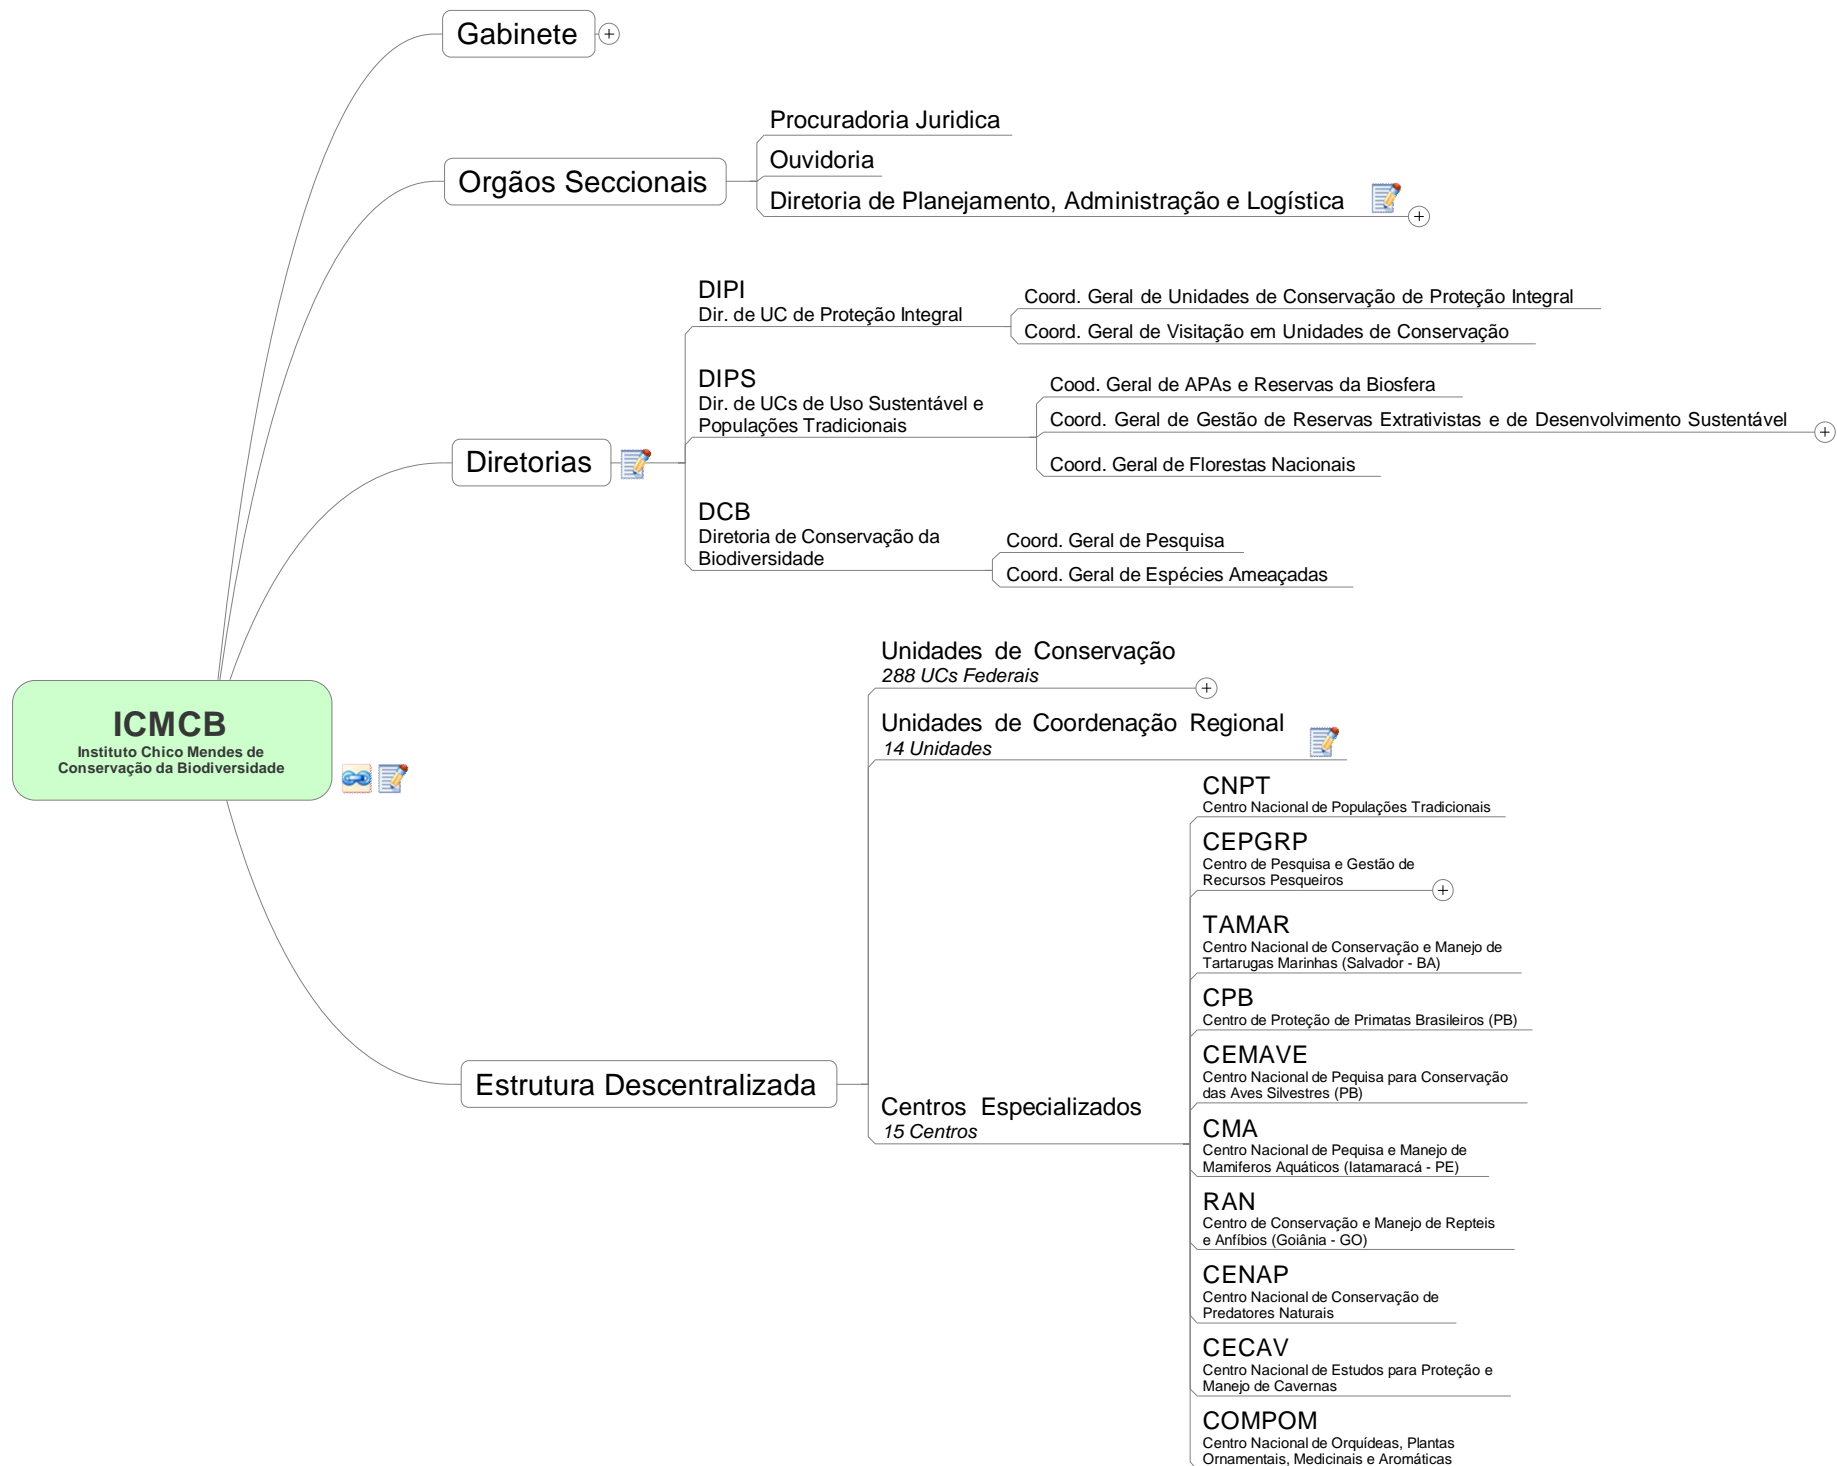 Gabinete
Procuradoria Juridica
Ouvidoria
Orgãos Seccionais
Diretoria de Planejamento, Administração e Logística
DIPI
Dir. de UC de Proteção Integral
Coord. Geral de Unidades de Conservação de Proteção Integral
Coord. Geral de Visitação em Unidades de Conservação
DIPS
Dir. de UCs de Uso Sustentável e
Populações Tradicionais
Cood. Geral de APAs e Reservas da Biosfera
Coord. Geral de Gestão de Reservas Extrativistas e de Desenvolvimento Sustentável
Coord. Geral de Florestas Nacionais
Diretorias
DCB
Diretoria de Conservação da
Biodiversidade
Coord. Geral de Pesquisa
Coord. Geral de Espécies Ameaçadas
ICMCB
Instituto Chico Mendes de
Conservação da Biodiversidade
Unidades de Conservação
288 UCs Federais
Unidades de Coordenação Regional
14 Unidades
Estrutura Descentralizada
Centros Especializados
15 Centros
CNPT
Centro Nacional de Populações Tradicionais
CEPGRP
Centro de Pesquisa e Gestão de
Recursos Pesqueiros
TAMAR
Centro Nacional de Conservação e Manejo de
Tartarugas Marinhas (Salvador - BA)
CPB
Centro de Proteção de Primatas Brasileiros (PB)
CEMAVE
Centro Nacional de Pequisa para Conservação
das Aves Silvestres (PB)
CMA
Centro Nacional de Pequisa e Manejo de
Mamiferos Aquáticos (Iatamaracá - PE)
RAN
Centro de Conservação e Manejo de Repteis
e Anfíbios (Goiânia - GO)
CENAP
Centro Nacional de Conservação de
Predatores Naturais
CECAV
Centro Nacional de Estudos para Proteção e
Manejo de Cavernas
COMPOM
Centro Nacional de Orquídeas, Plantas
Ornamentais, Medicinais e Aromáticas